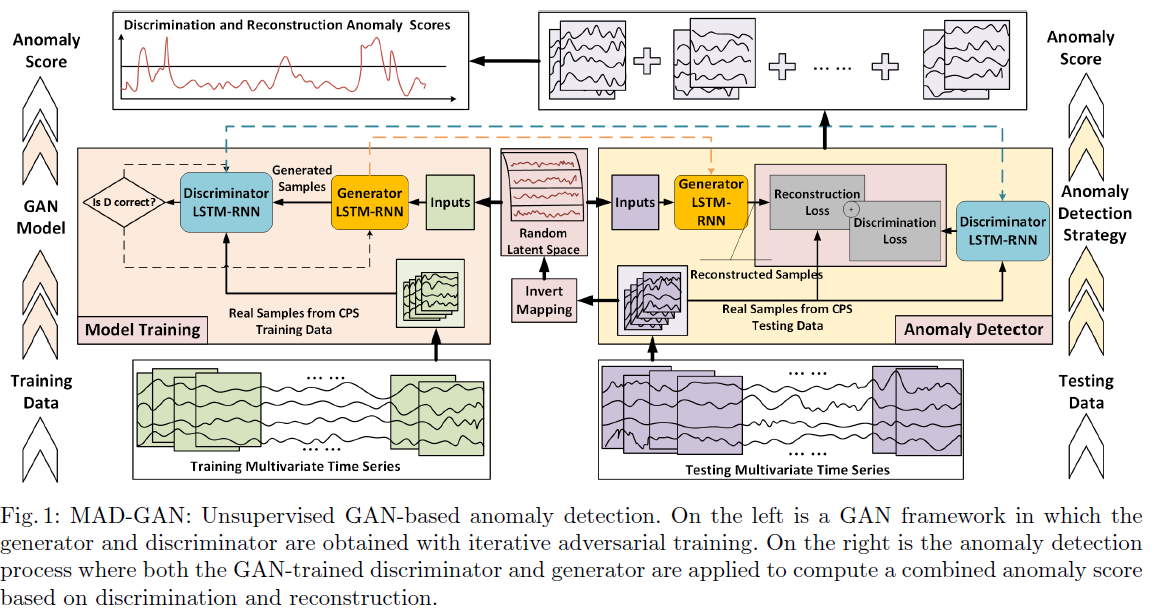 Discrimination and Reconstruction Anomaly Scores
Anomaly
Score
GAN
Model
Training
Data
... ...
Anomaly
Score
Anomaly
Detection
Strategy
Testing
Data
Is D correct?
Discriminator
LSTM-RNN
Generated
Samples
Generator
LSTM-RNN
Inputs
Real Samples from CPS
Training Data
Model Training
Random
Latent Space
Invert
Mapping
Inputs
Generator
LSTM-
RNN
Reconstruction
Loss
+
Discrimination
Loss
Discriminator
LSTM-RNN
Reconstructed Samples
Real Samples from CPS
Testing Data
Anomaly Detector
... ...
... ...
Training Multivariate Time Series
... ...
... ...
Testing Multivariate Time Series
Fig. 1: MAD-GAN: Unsupervised GAN-based anomaly detection. On the left is a GAN framework in which the
generator and discriminator are obtained with iterative adversarial training. On the right is the anomaly detection
process where both the GAN-trained discriminator and generator are applied to compute a combined anomaly score
based on discrimination and reconstruction.